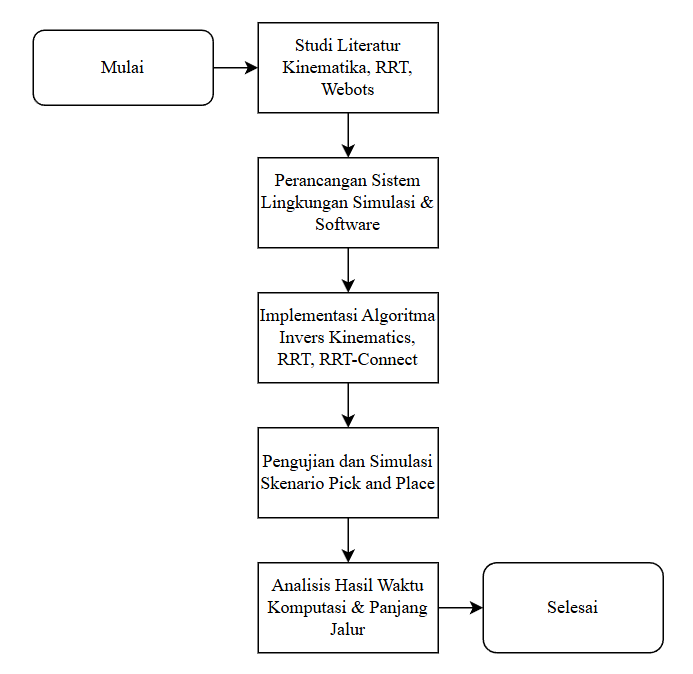 Mulai
Studi Literatur
Kinematika, RRT,
Webots
Perancangan Sistem
Lingkungan Simulasi &
Software
Implementasi Algoritma
Invers Kinematics,
RRT, RRT-Connect
Pengujian dan Simulasi
Skenario Pick and Place
Analisis Hasil Waktu
Komputasi & Panjang
Jalur
Selesai